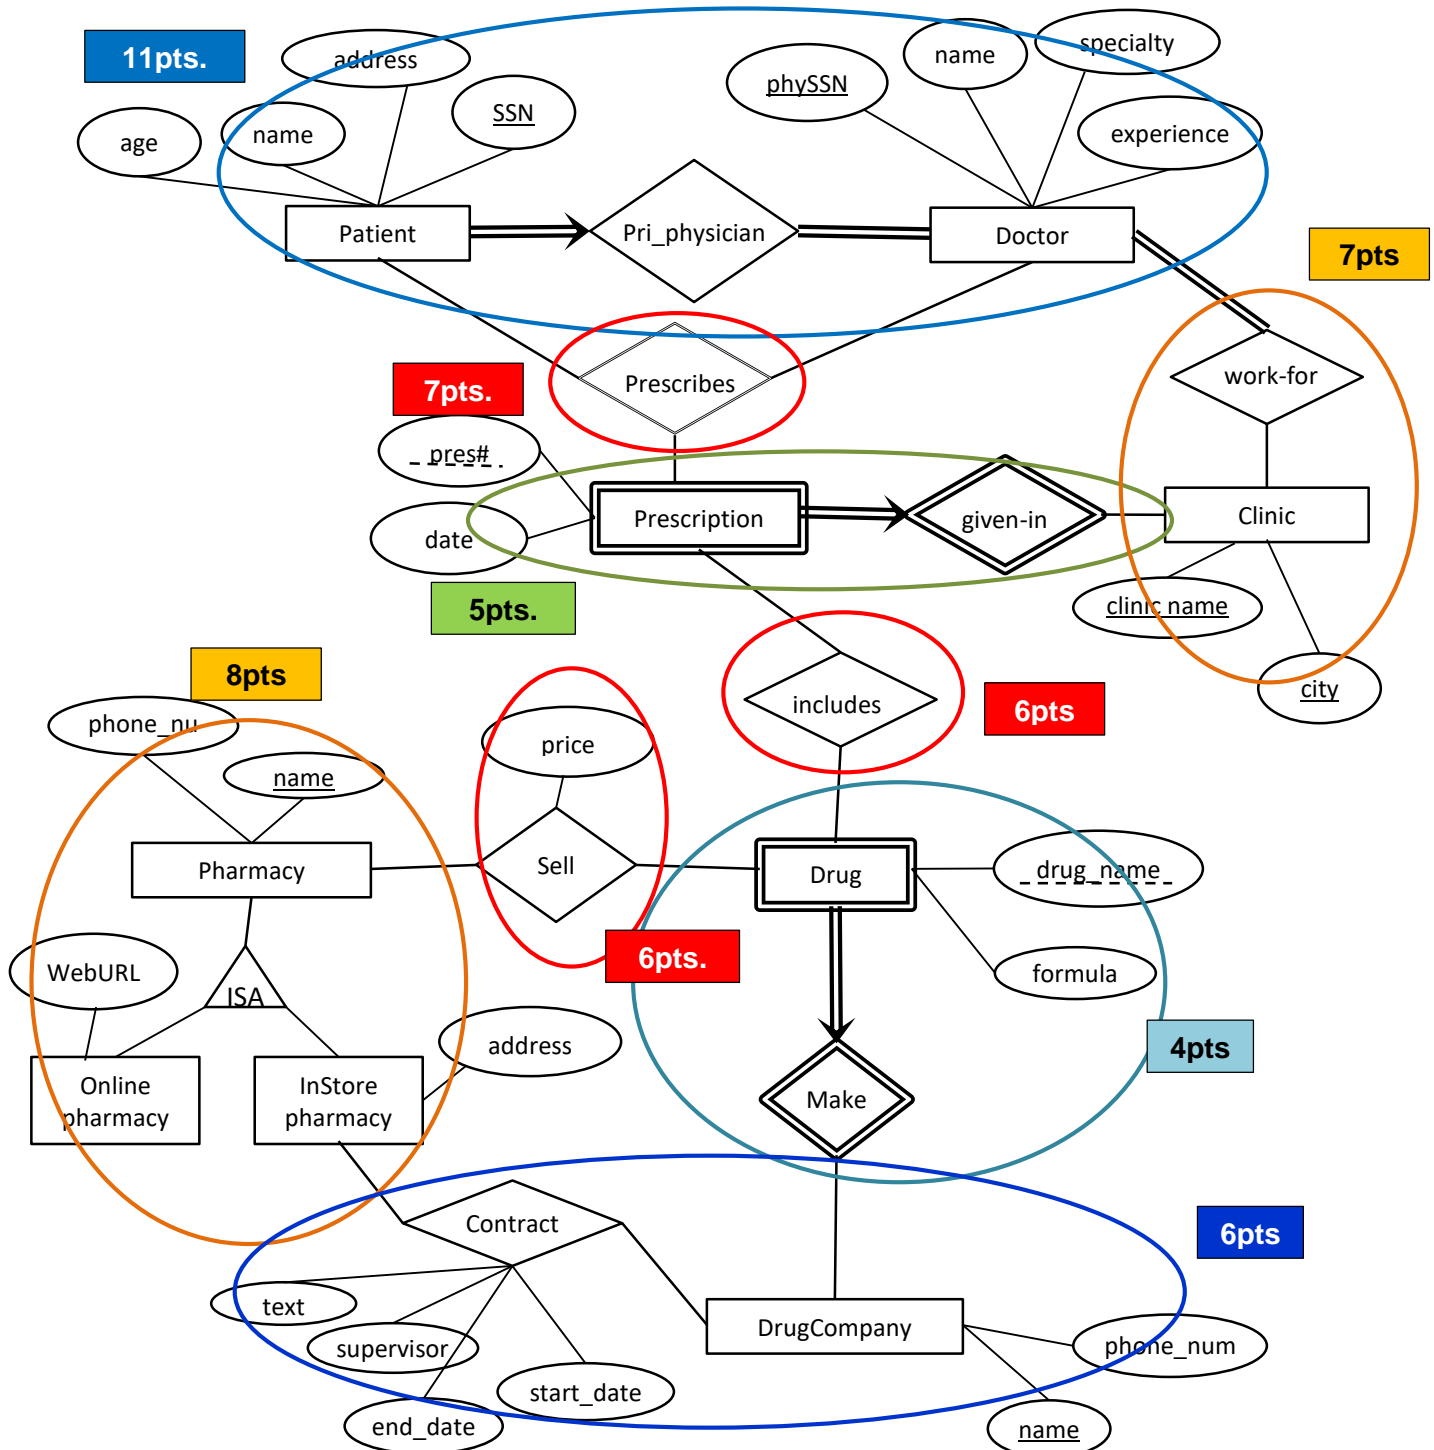 11pts.
address
name
specialty
phySSN
SSN
age
name
experience
Patient
Pri_physician
Doctor
7pts
7pts.
Prescribes
work-for
pres#
Prescription
given-in
Clinic
date
5pts.
clinic name
8pts
city
phone_nu
price
includes
6pts
name
Pharmacy
Sell
Drug
drug_name
WebURL
6pts.
formula
ISA
address
4pts
Online
pharmacy
InStore
pharmacy
Make
Contract
6pts
text
supervisor
DrugCompany
phone_num
start_date
end_date
name